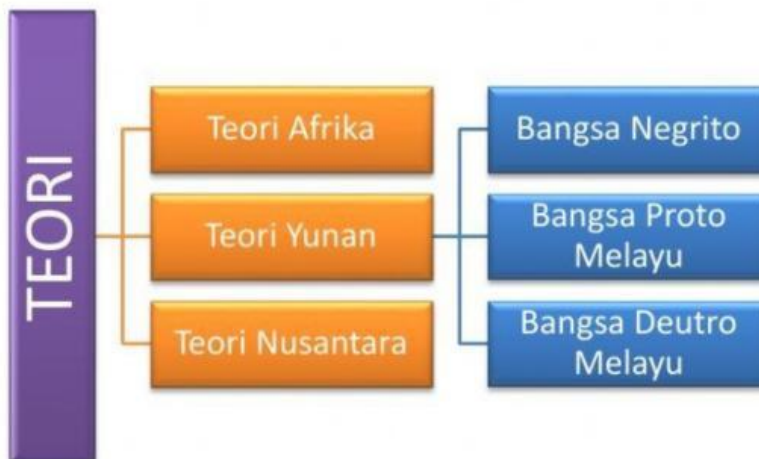 TEORI
Teori Afrika
Teori Yunan
Teori Nusantara
Bangsa Negrito
Bangsa Proto
Melayu
Bangsa Deutro
Melayu